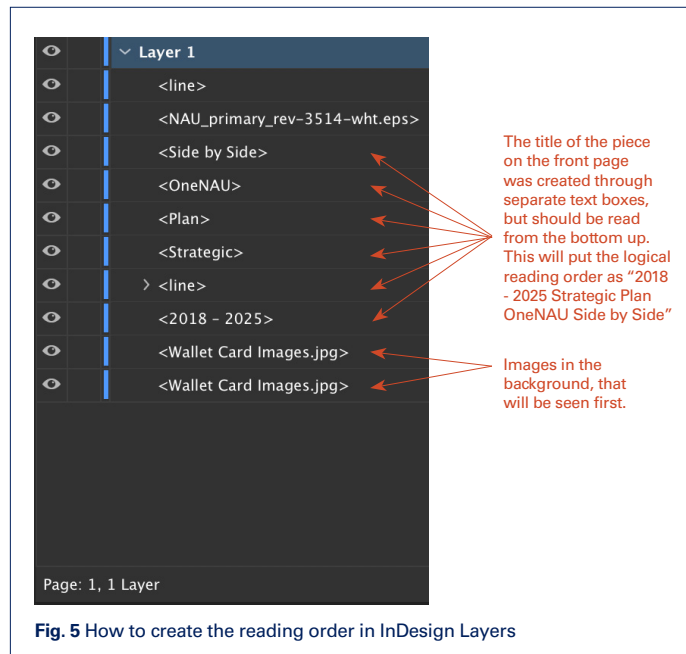 Layer 1
<line>
<NAU_primary_rev-3514-wht.eps>
<Side by Side>
<OneNAU>
<Plan>
<Strategic>
<line>
<2018 – 2025>
<Wallet Card Images.jpg>
<Wallet Card Images.jpg>
Page: 1, 1 Layer
The title of the piece
on the front page
was created through
separate text boxes,
but should be read
from the bottom up.
This will put the logical
reading order as “2018
- 2025 Strategic Plan
OneNAU Side by Side”
Images in the
background, that
will be seen first.
Fig. 5 How to create the reading order in InDesign Layers